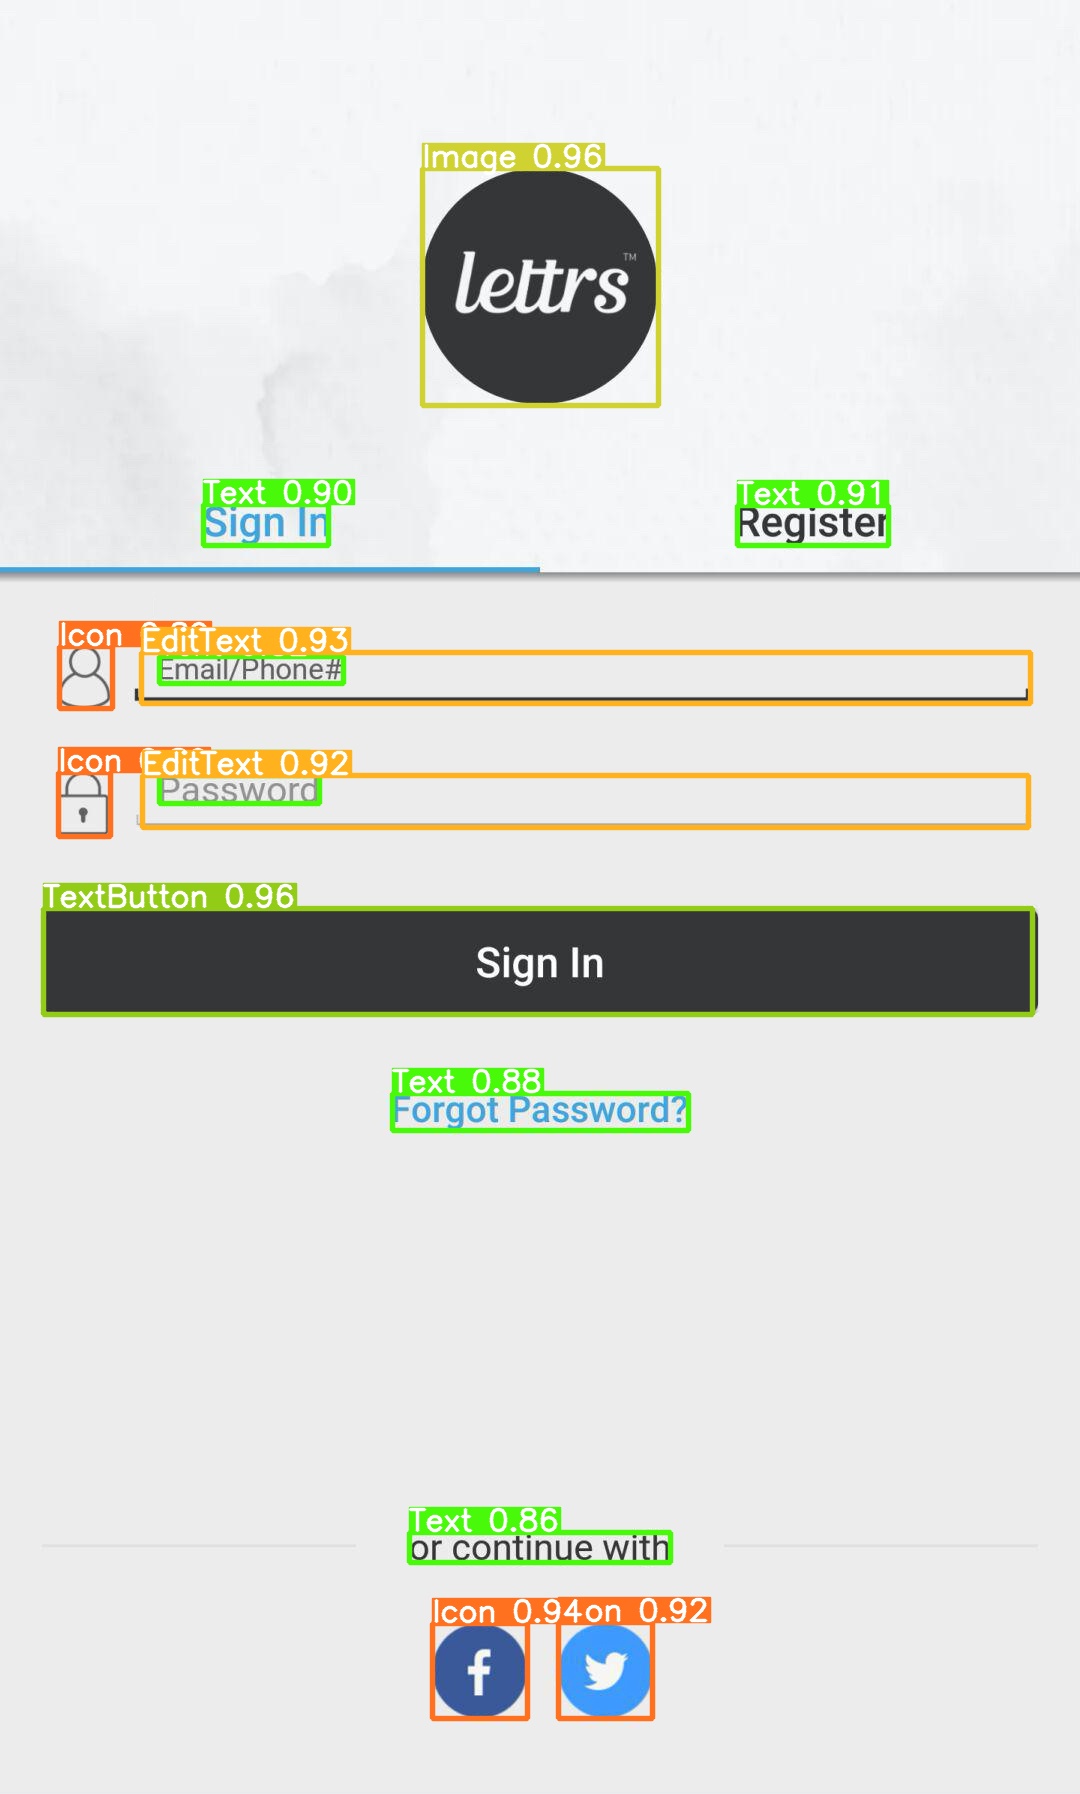 Image 0.96
lettrs™
Text 0.90
Text 0.91
Sign In
Register
Icon
EditText 0.93
Email/Phone#
Icon
EditText 0.92
Password
TextButton 0.96
Sign In
Text 0.88
Forgot Password?
Text 0.86
or continue with
Icon 0.94on 0.92